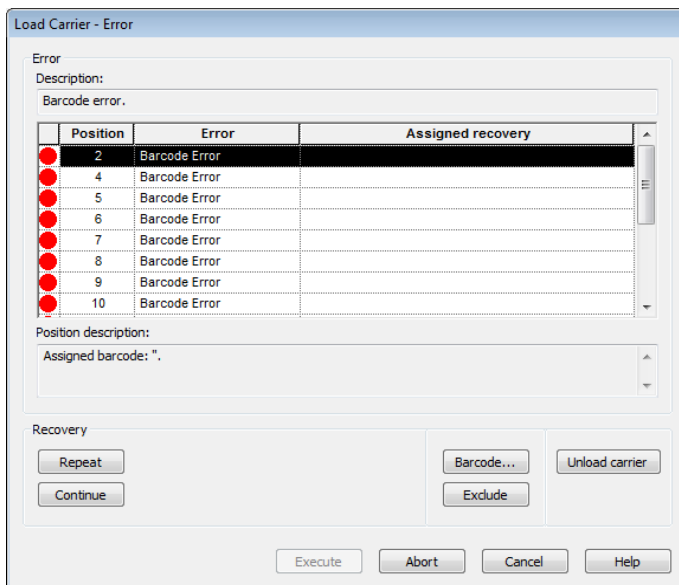 Load Carrier - Error
Error
Description:
Barcode error.
Position Error Assigned recovery
2 Barcode Error
4 Barcode Error
5 Barcode Error
6 Barcode Error
7 Barcode Error
8 Barcode Error
9 Barcode Error
10 Barcode Error
Position description:
Assigned barcode: ''.
Recovery
Repeat Barcode... Unload carrier
Continue Exclude
Execute Abort Cancel Help